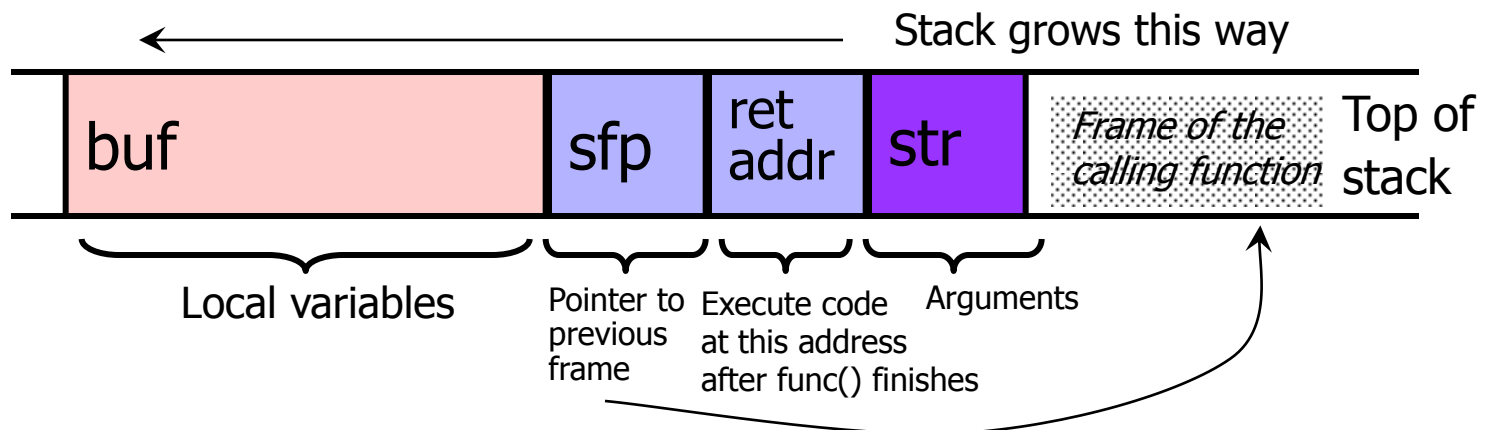 Stack grows this way
buf
sfp
ret
addr
str
Frame of the
calling function
Top of
stack
Local variables
Pointer to
previous
frame
Execute code
at this address
after func() finishes
Arguments